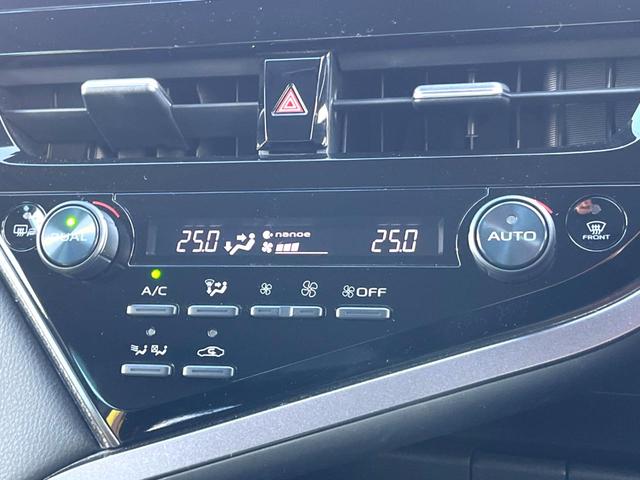 DUAL
25.0
nanoe
25.0
AUTO
FRONT
A/C
OFF